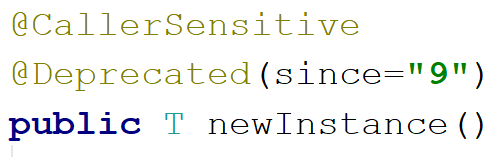 @CallerSensitive
@Deprecated(since="9")
public T newInstance()